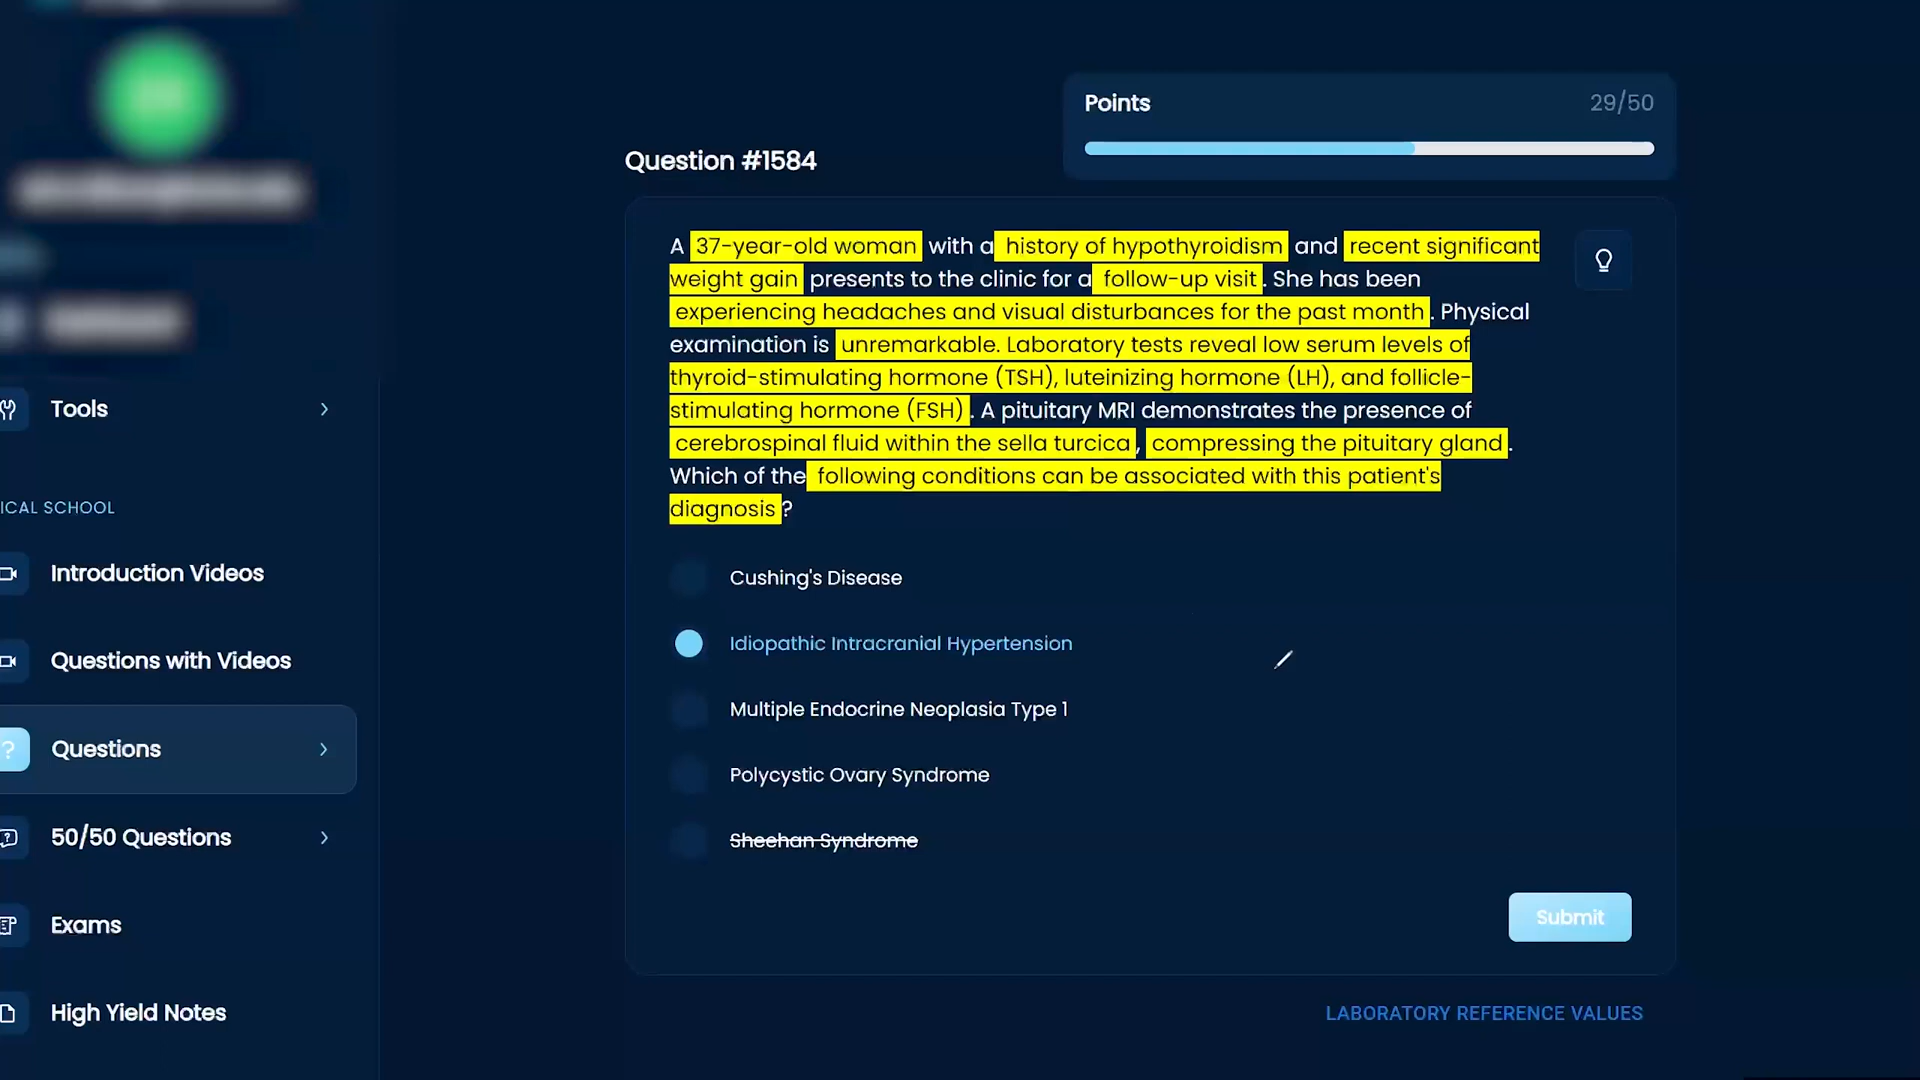 Points
29/50
Question #1584
A 37-year-old woman with a history of hypothyroidism and recent significant
weight gain presents to the clinic for a follow-up visit. She has been
experiencing headaches and visual disturbances for the past month. Physical
examination is unremarkable. Laboratory tests reveal low serum levels of
thyroid-stimulating hormone (TSH), luteinizing hormone (LH), and follicle-
stimulating hormone (FSH). A pituitary MRI demonstrates the presence of
cerebrospinal fluid within the sella turcica, compressing the pituitary gland.
Which of the following conditions can be associated with this patient's
diagnosis?
Cushing's Disease
Idiopathic Intracranial Hypertension
Multiple Endocrine Neoplasia Type 1
Polycystic Ovary Syndrome
Sheehan Syndrome
Submit
LABORATORY REFERENCE VALUES
Tools
ICAL SCHOOL
Introduction Videos
Questions with Videos
Questions
50/50 Questions
Exams
High Yield Notes